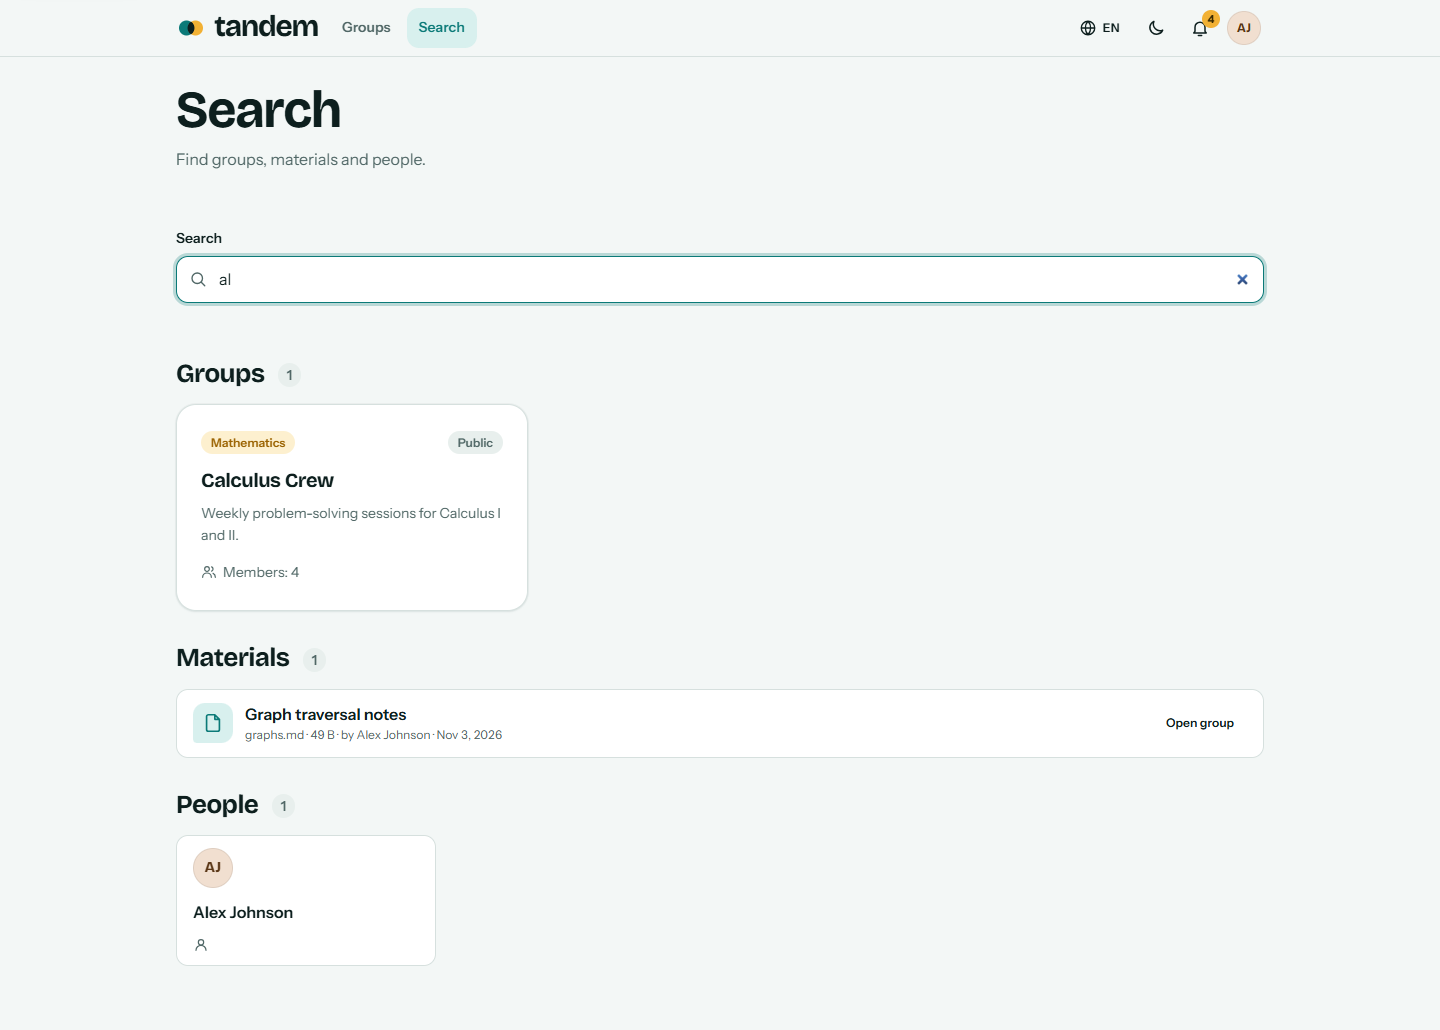 tandem
Groups
Search
EN
4
AJ
Search
Find groups, materials and people.
Search
al
Groups 1
Mathematics
Public
Calculus Crew
Weekly problem-solving sessions for Calculus I
and II.
Members: 4
Materials 1
Graph traversal notes
graphs.md · 49 B · by Alex Johnson · Nov 3, 2026
Open group
People 1
AJ
Alex Johnson